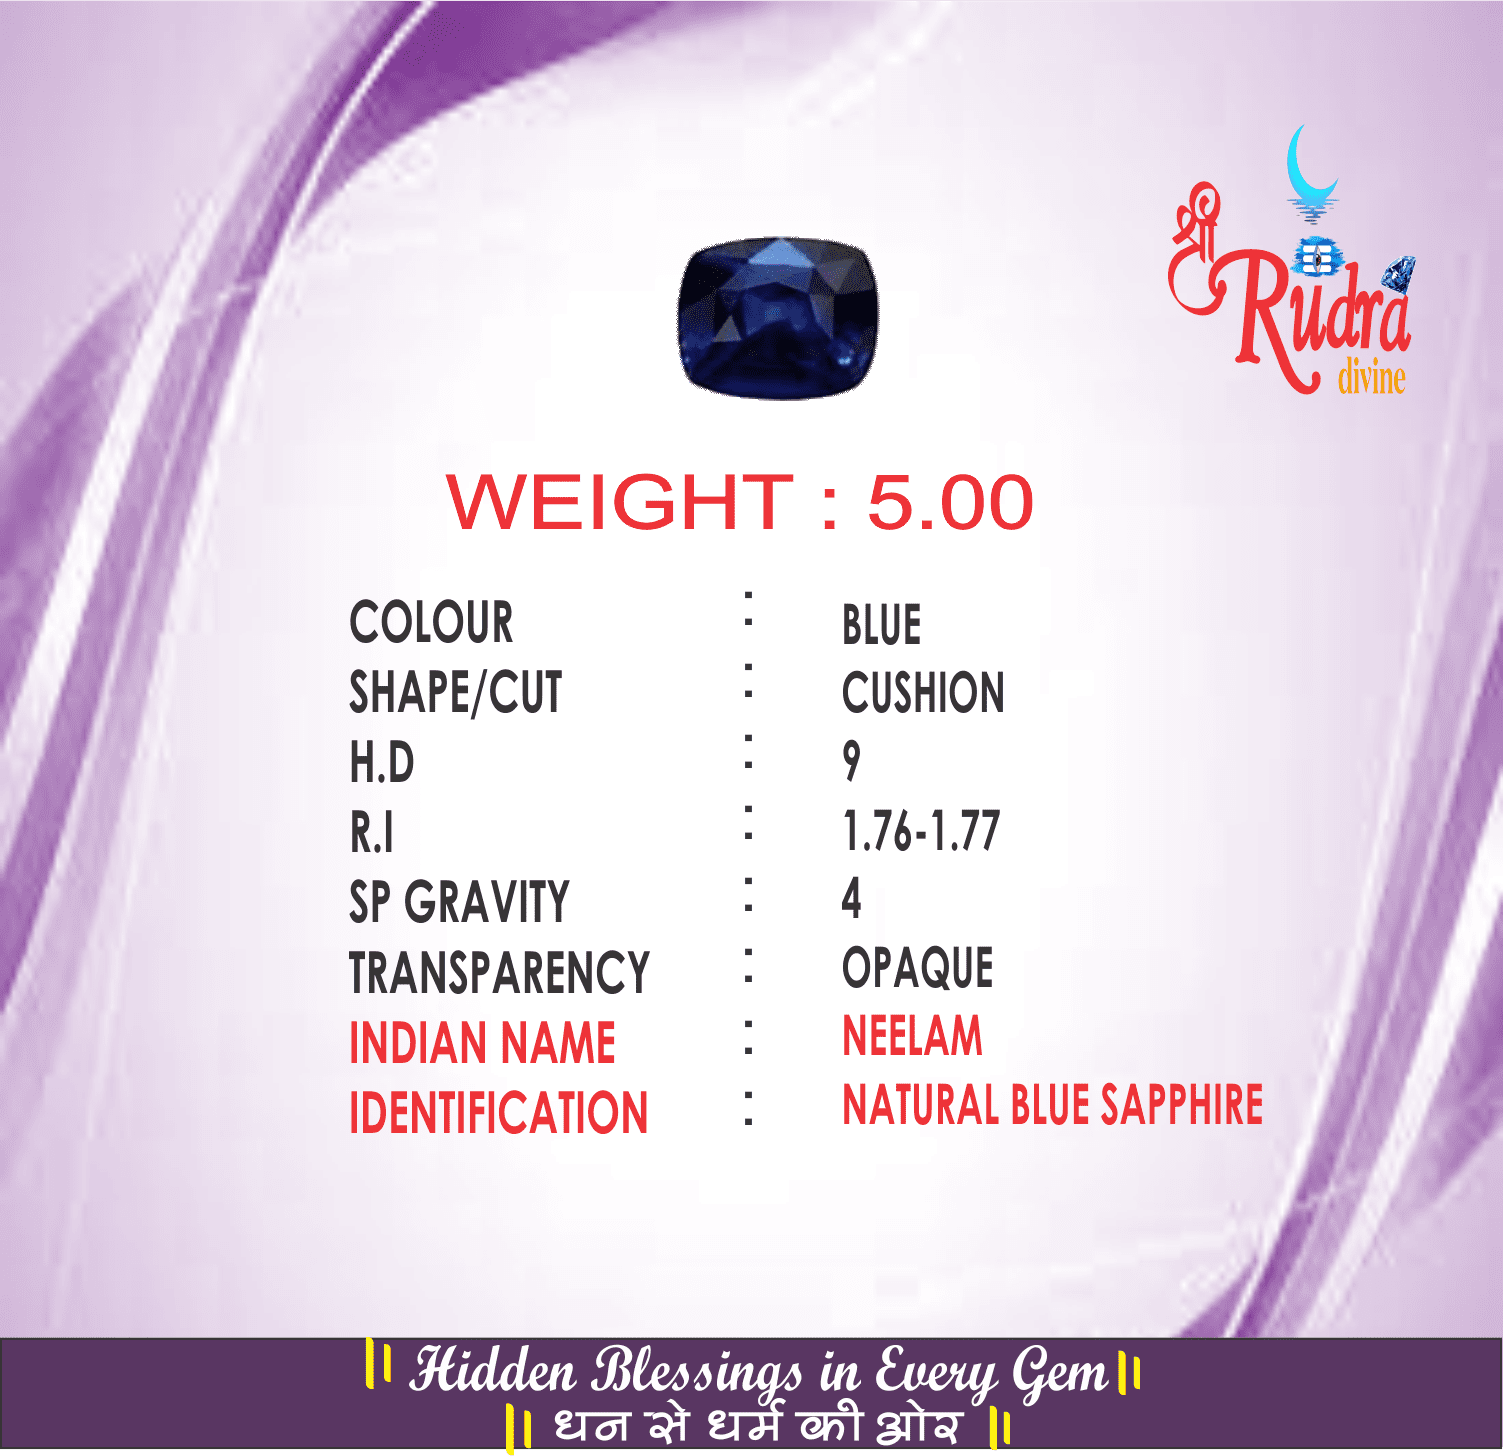 श्री
Rudra
divine
WEIGHT : 5.00
COLOUR : BLUE
SHAPE/CUT : CUSHION
H.D : 9
R.I : 1.76-1.77
SP GRAVITY : 4
TRANSPARENCY : OPAQUE
INDIAN NAME : NEELAM
IDENTIFICATION : NATURAL BLUE SAPPHIRE
|| Hidden Blessings in Every Gem ||
|| धन से धर्म की ओर ||